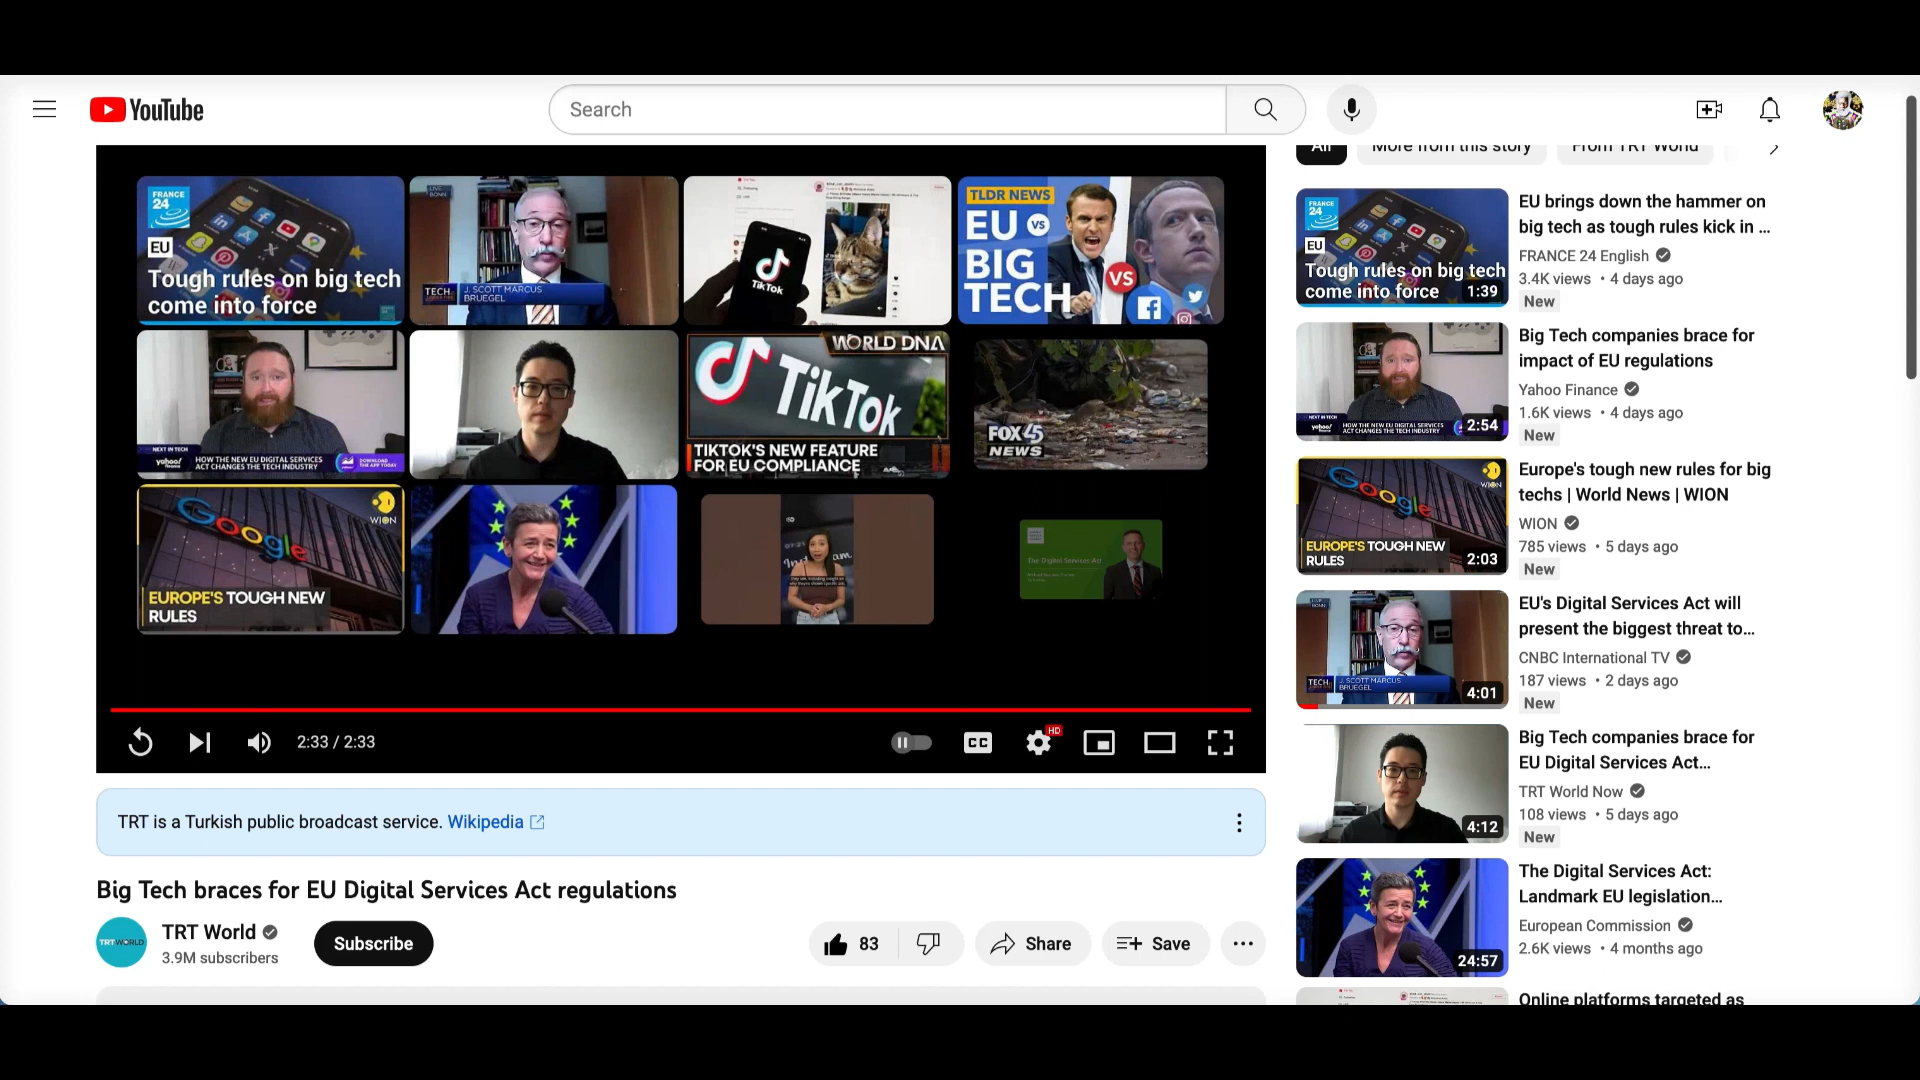 YouTube
Search
All
More from this story
From TRT World
FRANCE
24
EU
Tough rules on big tech
come into force
LIVE
BONN
TECH
J. SCOTT MARCUS
BRUEGEL
TikTok
TLDR NEWS
EU VS
BIG
TECH
VS
NEXT IN TECH
yahoo!
finance
HOW THE NEW EU DIGITAL SERVICES
ACT CHANGES THE TECH INDUSTRY
DOWNLOAD
THE APP TODAY
WORLD DNA
TikTok
TIKTOK'S NEW FEATURE
FOR EU COMPLIANCE
FOX 45
NEWS
Google
WION
EUROPE'S TOUGH NEW
RULES
The Digital Services Act
2:33 / 2:33
CC
HD
TRT is a Turkish public broadcast service. Wikipedia
Big Tech braces for EU Digital Services Act regulations
TRT WORLD
TRT World
3.9M subscribers
Subscribe
83
Share
Save
FRANCE
24
EU
Tough rules on big tech
come into force
1:39
EU brings down the hammer on
big tech as tough rules kick in ...
FRANCE 24 English
3.4K views • 4 days ago
New
NEXT IN TECH
yahoo!
finance
HOW THE NEW EU DIGITAL SERVICES
ACT CHANGES THE TECH INDUSTRY
2:54
Big Tech companies brace for
impact of EU regulations
Yahoo Finance
1.6K views • 4 days ago
New
Google
WION
EUROPE'S TOUGH NEW
RULES
2:03
Europe's tough new rules for big
techs | World News | WION
WION
785 views • 5 days ago
New
LIVE
BONN
TECH
J. SCOTT MARCUS
BRUEGEL
4:01
EU's Digital Services Act will
present the biggest threat to...
CNBC International TV
187 views • 2 days ago
New
4:12
Big Tech companies brace for
EU Digital Services Act...
TRT World Now
108 views • 5 days ago
New
24:57
The Digital Services Act:
Landmark EU legislation...
European Commission
2.6K views • 4 months ago
Online platforms targeted as